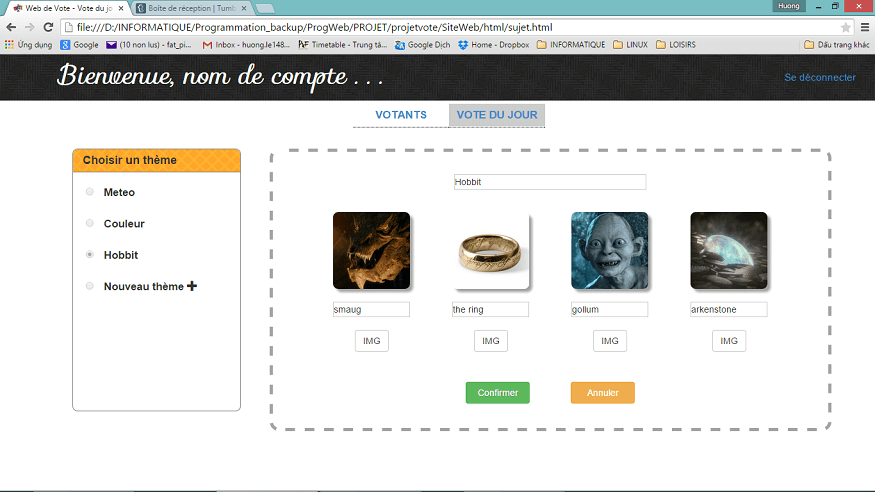 Huong
Web de Vote - Vote du jo
Boîte de réception | Tumb
file:///D:/INFORMATIQUE/Programmation_backup/ProgWeb/PROJET/projetvote/SiteWeb/html/sujet.html
Ứng dụng Google (10 non lus) - fat_pi... Inbox - huong.le148... Timetable - Trung tâ... Google Dịch Home - Dropbox INFORMATIQUE LINUX LOISIRS Dấu trang khác
Bienvenue, nom de compte . . .
Se déconnecter
VOTANTS VOTE DU JOUR
Choisir un thème
Meteo
Couleur
Hobbit
Nouveau thème
Hobbit
smaug the ring gollum arkenstone
IMG IMG IMG IMG
Confirmer Annuler